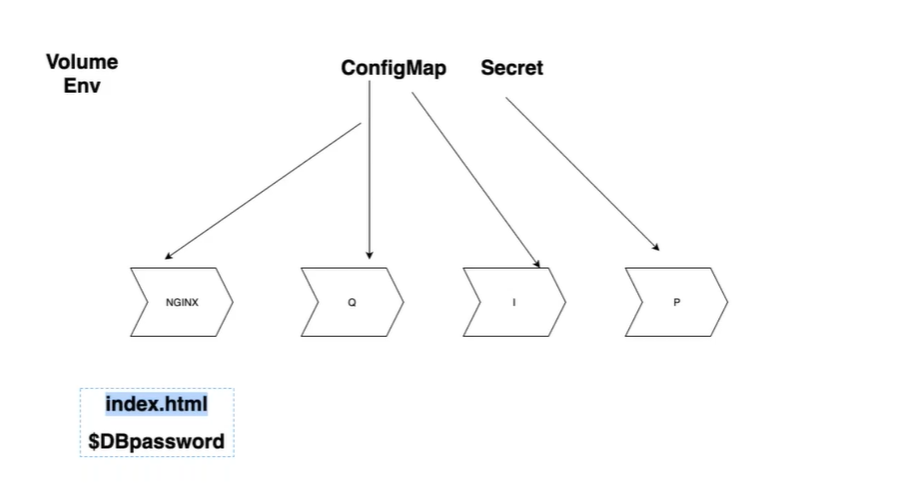 Volume
Env
ConfigMap
Secret
NGINX
Q
I
P
index.html
$DBpassword